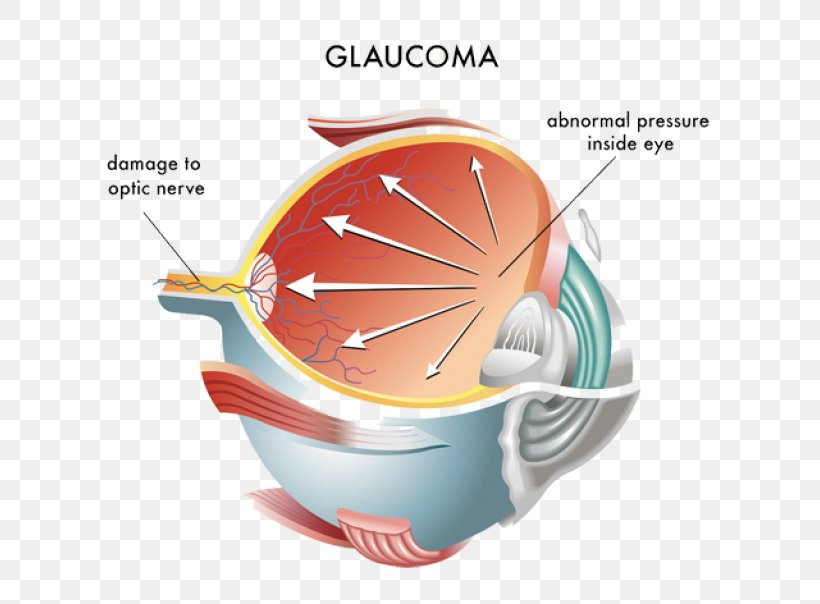 GLAUCOMA
abnormal pressure
inside eye
damage to
optic nerve